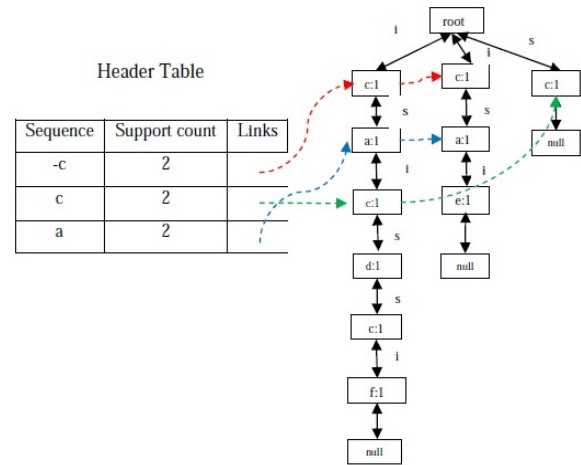 root
i
i
s
Header Table
c:1
c:1
c:1
s
s
Sequence Support count Links
a:1
a:1
null
-c 2
i
i
c 2
c:1
e:1
a 2
s
d:1
null
s
c:1
i
f:1
null